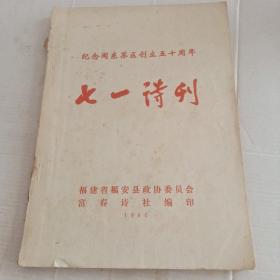 纪念闽东苏区创立五十周年
七一诗刊
福建省福安县政协委员会
富春诗社编印